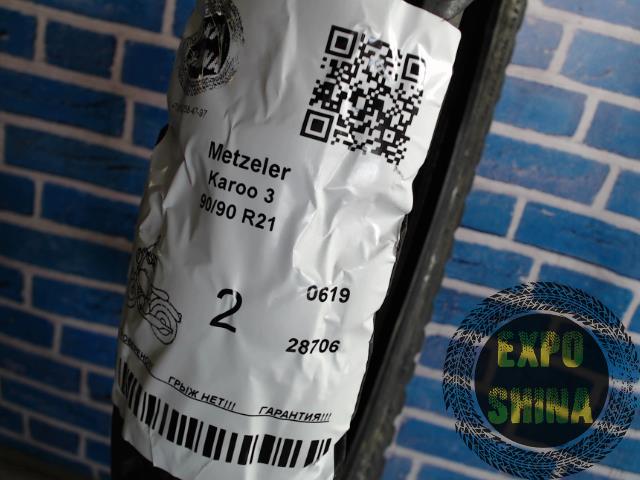 Metzeler
Karoo 3
90/90 R21
2
0619
28706
ГРЫЖ НЕТ!!! ГАРАНТИЯ!!!
EXPO
SHINA